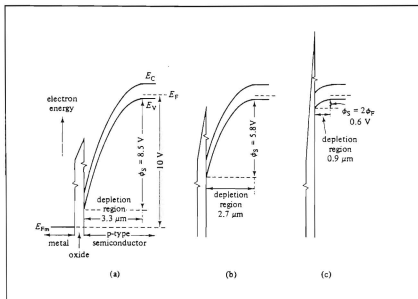 electron
energy
E_C
E_F
E_V
ϕ_S = 8.5 V
10 V
depletion
region
3.3 μm
E_Fm
metal
p-type
semiconductor
oxide
(a)
ϕ_S = 5.8V
depletion
region
2.7 μm
(b)
ϕ_S = 2ϕ_F
0.6 V
depletion
region
0.9 μm
(c)